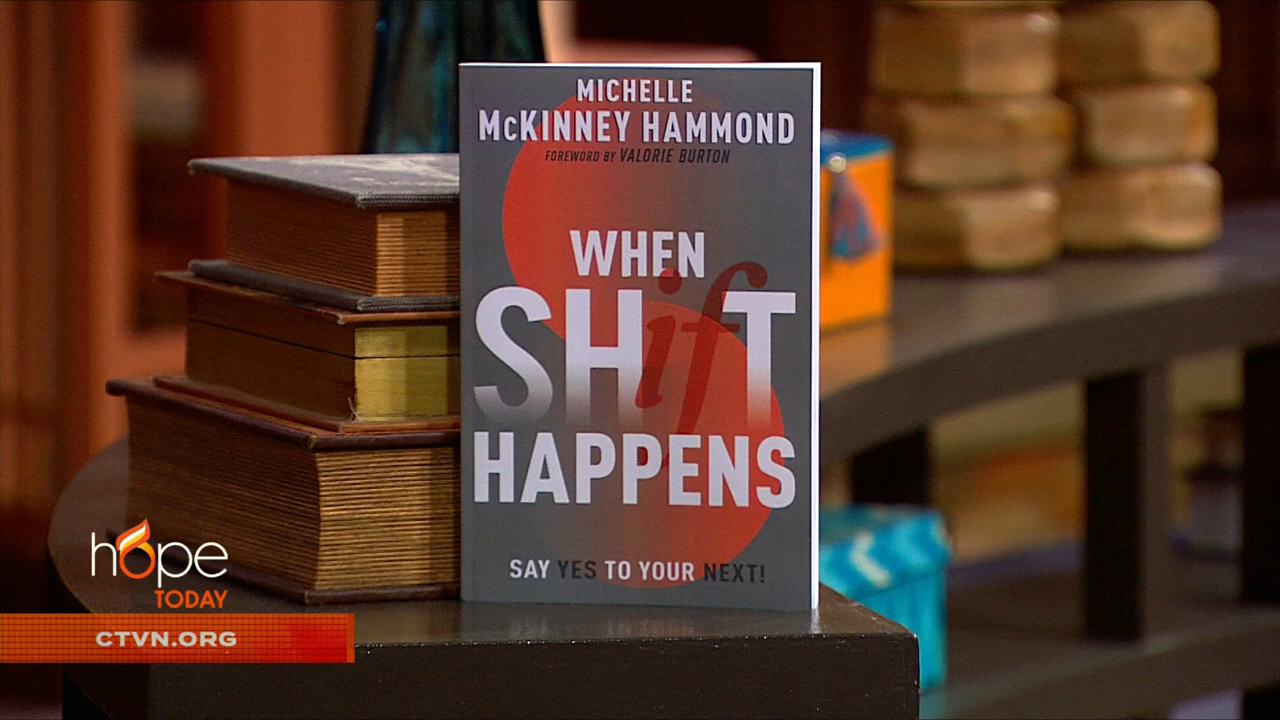 MICHELLE
McKINNEY HAMMOND
FOREWORD BY VALORIE BURTON
WHEN
SHifT
HAPPENS
SAY YES TO YOUR NEXT!
hope
TODAY
CTVN.ORG